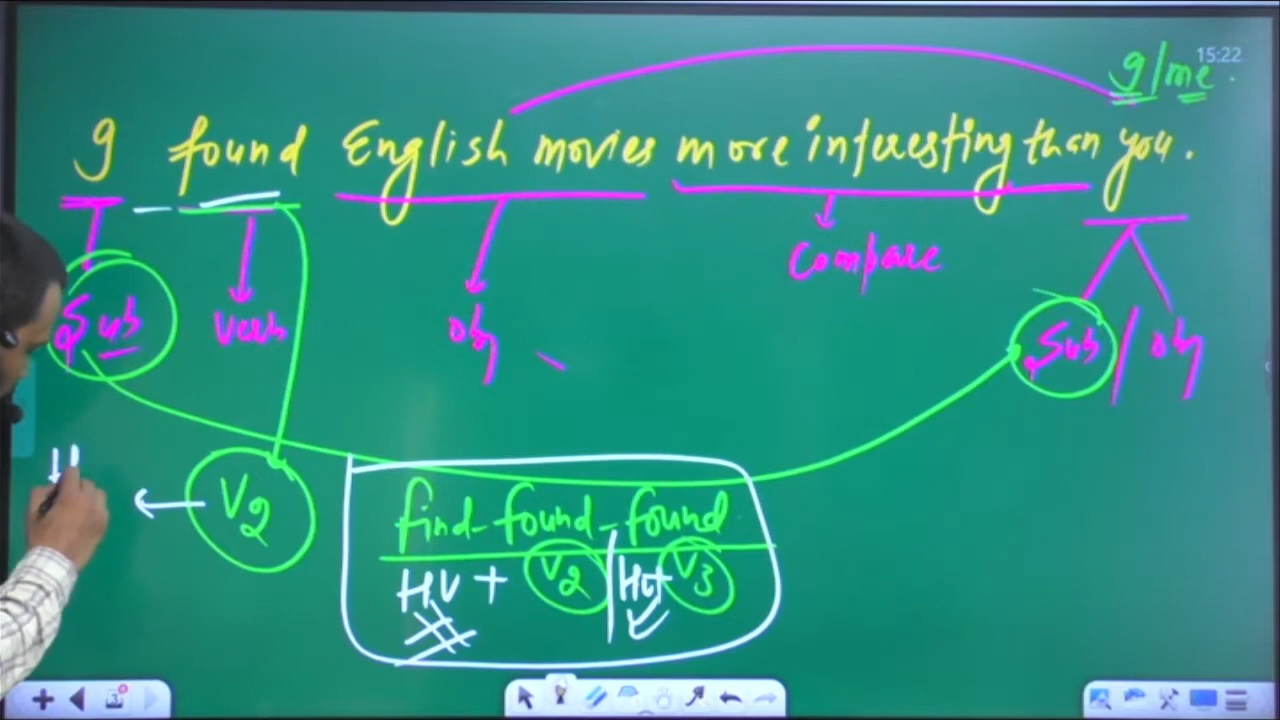 15:22
I/me.
I found English movies more interesting than you.
Sub Verb Obj Compare Sub/Obj
V2
find-found-found
HV + V2 | HV+ V3